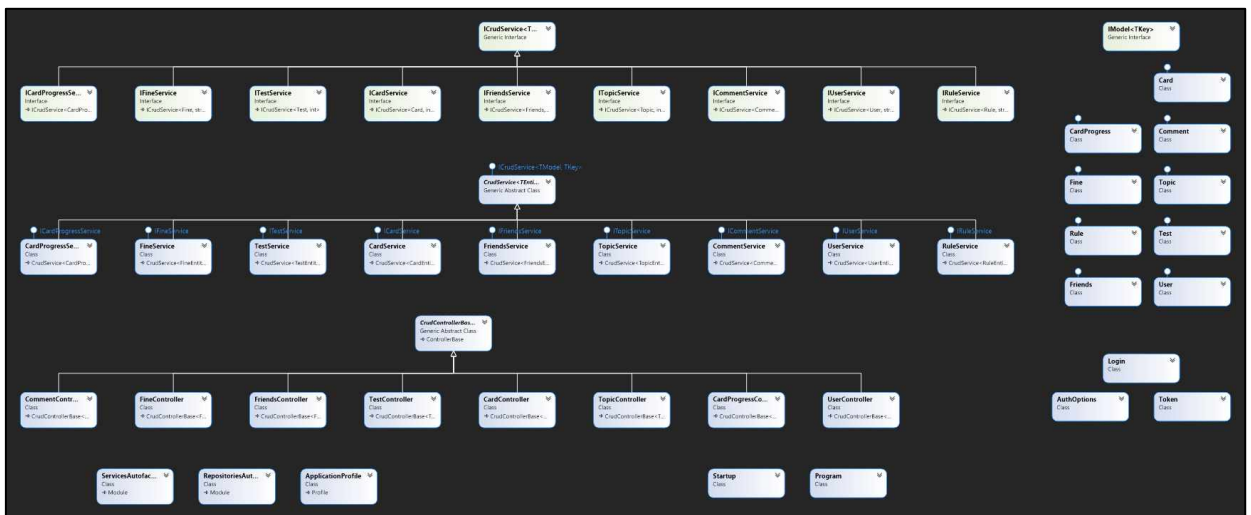 ICrudService<T...
Generic Interface
IModel<TKey>
Generic Interface
ICardProgressSe...
Interface
→ ICrudService<CardPro...
IFineService
Interface
→ ICrudService<Fine, str...
ITestService
Interface
→ ICrudService<Test, int>
ICardService
Interface
→ ICrudService<Card, in...
IFriendsService
Interface
→ ICrudService<Friends,...
ITopicService
Interface
→ ICrudService<Topic, in...
ICommentService
Interface
→ ICrudService<Comme...
IUserService
Interface
→ ICrudService<User, str...
IRuleService
Interface
→ ICrudService<Rule, str...
Card
Class
CardProgress
Class
Comment
Class
ICrudService<TModel, TKey>
CrudService<TEnti...
Generic Abstract Class
Fine
Class
Topic
Class
ICardProgressService
CardProgressSe...
Class
→ CrudService<CardPro...
IFineService
FineService
Class
→ CrudService<FineEntit...
ITestService
TestService
Class
→ CrudService<TestEntit...
ICardService
CardService
Class
→ CrudService<CardEnti...
IFriendsService
FriendsService
Class
→ CrudService<FriendsE...
ITopicService
TopicService
Class
→ CrudService<TopicEnt...
ICommentService
CommentService
Class
→ CrudService<Comme...
IUserService
UserService
Class
→ CrudService<UserEnti...
IRuleService
RuleService
Class
→ CrudService<RuleEnti...
Rule
Class
Test
Class
Friends
Class
User
Class
CrudControllerBas...
Generic Abstract Class
→ ControllerBase
Login
Class
CommentContr...
Class
→ CrudControllerBase<...
FineController
Class
→ CrudControllerBase<F...
FriendsController
Class
→ CrudControllerBase<F...
TestController
Class
→ CrudControllerBase<T...
CardController
Class
→ CrudControllerBase<...
TopicController
Class
→ CrudControllerBase<T...
CardProgressCo...
Class
→ CrudControllerBase<...
UserController
Class
→ CrudControllerBase<...
AuthOptions
Class
Token
Class
ServicesAutofac...
Class
→ Module
RepositoriesAut...
Class
→ Module
ApplicationProfile
Class
→ Profile
Startup
Class
Program
Class